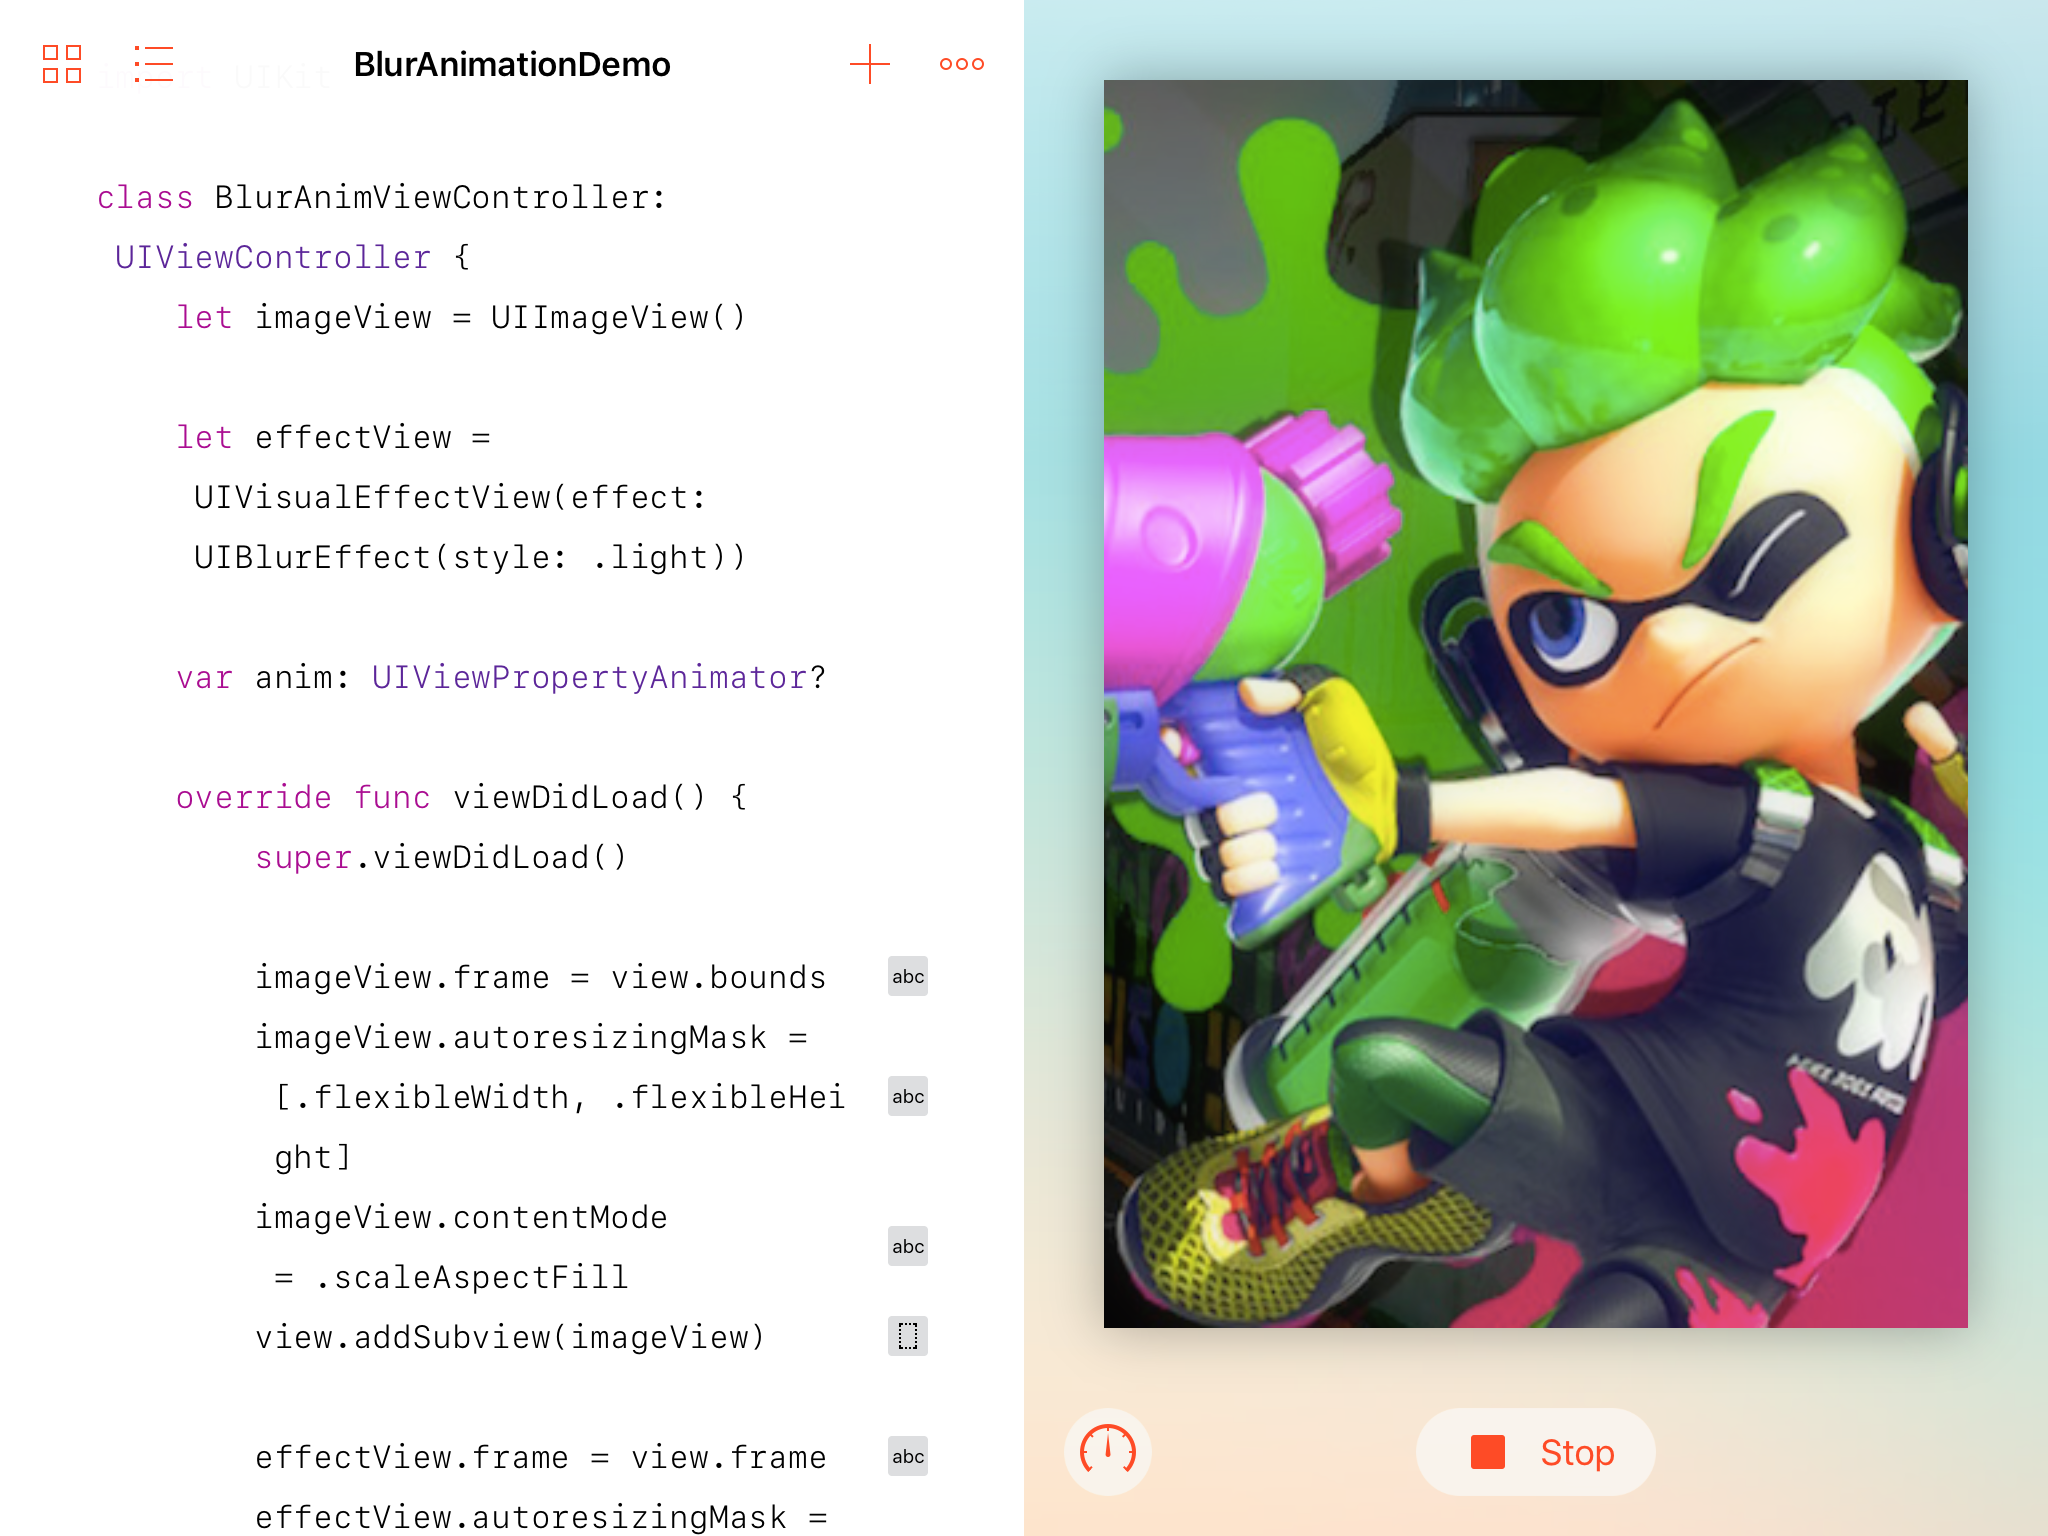 BlurAnimationDemo
import UIKit
class BlurAnimViewController:
UIViewController {
let imageView = UIImageView()
let effectView =
UIVisualEffectView(effect:
UIBlurEffect(style: .light))
var anim: UIViewPropertyAnimator?
override func viewDidLoad() {
super.viewDidLoad()
imageView.frame = view.bounds
abc
imageView.autoresizingMask =
[.flexibleWidth, .flexibleHei
abc
ght]
imageView.contentMode
abc
= .scaleAspectFill
view.addSubview(imageView)
effectView.frame = view.frame
abc
effectView.autoresizingMask =
Stop